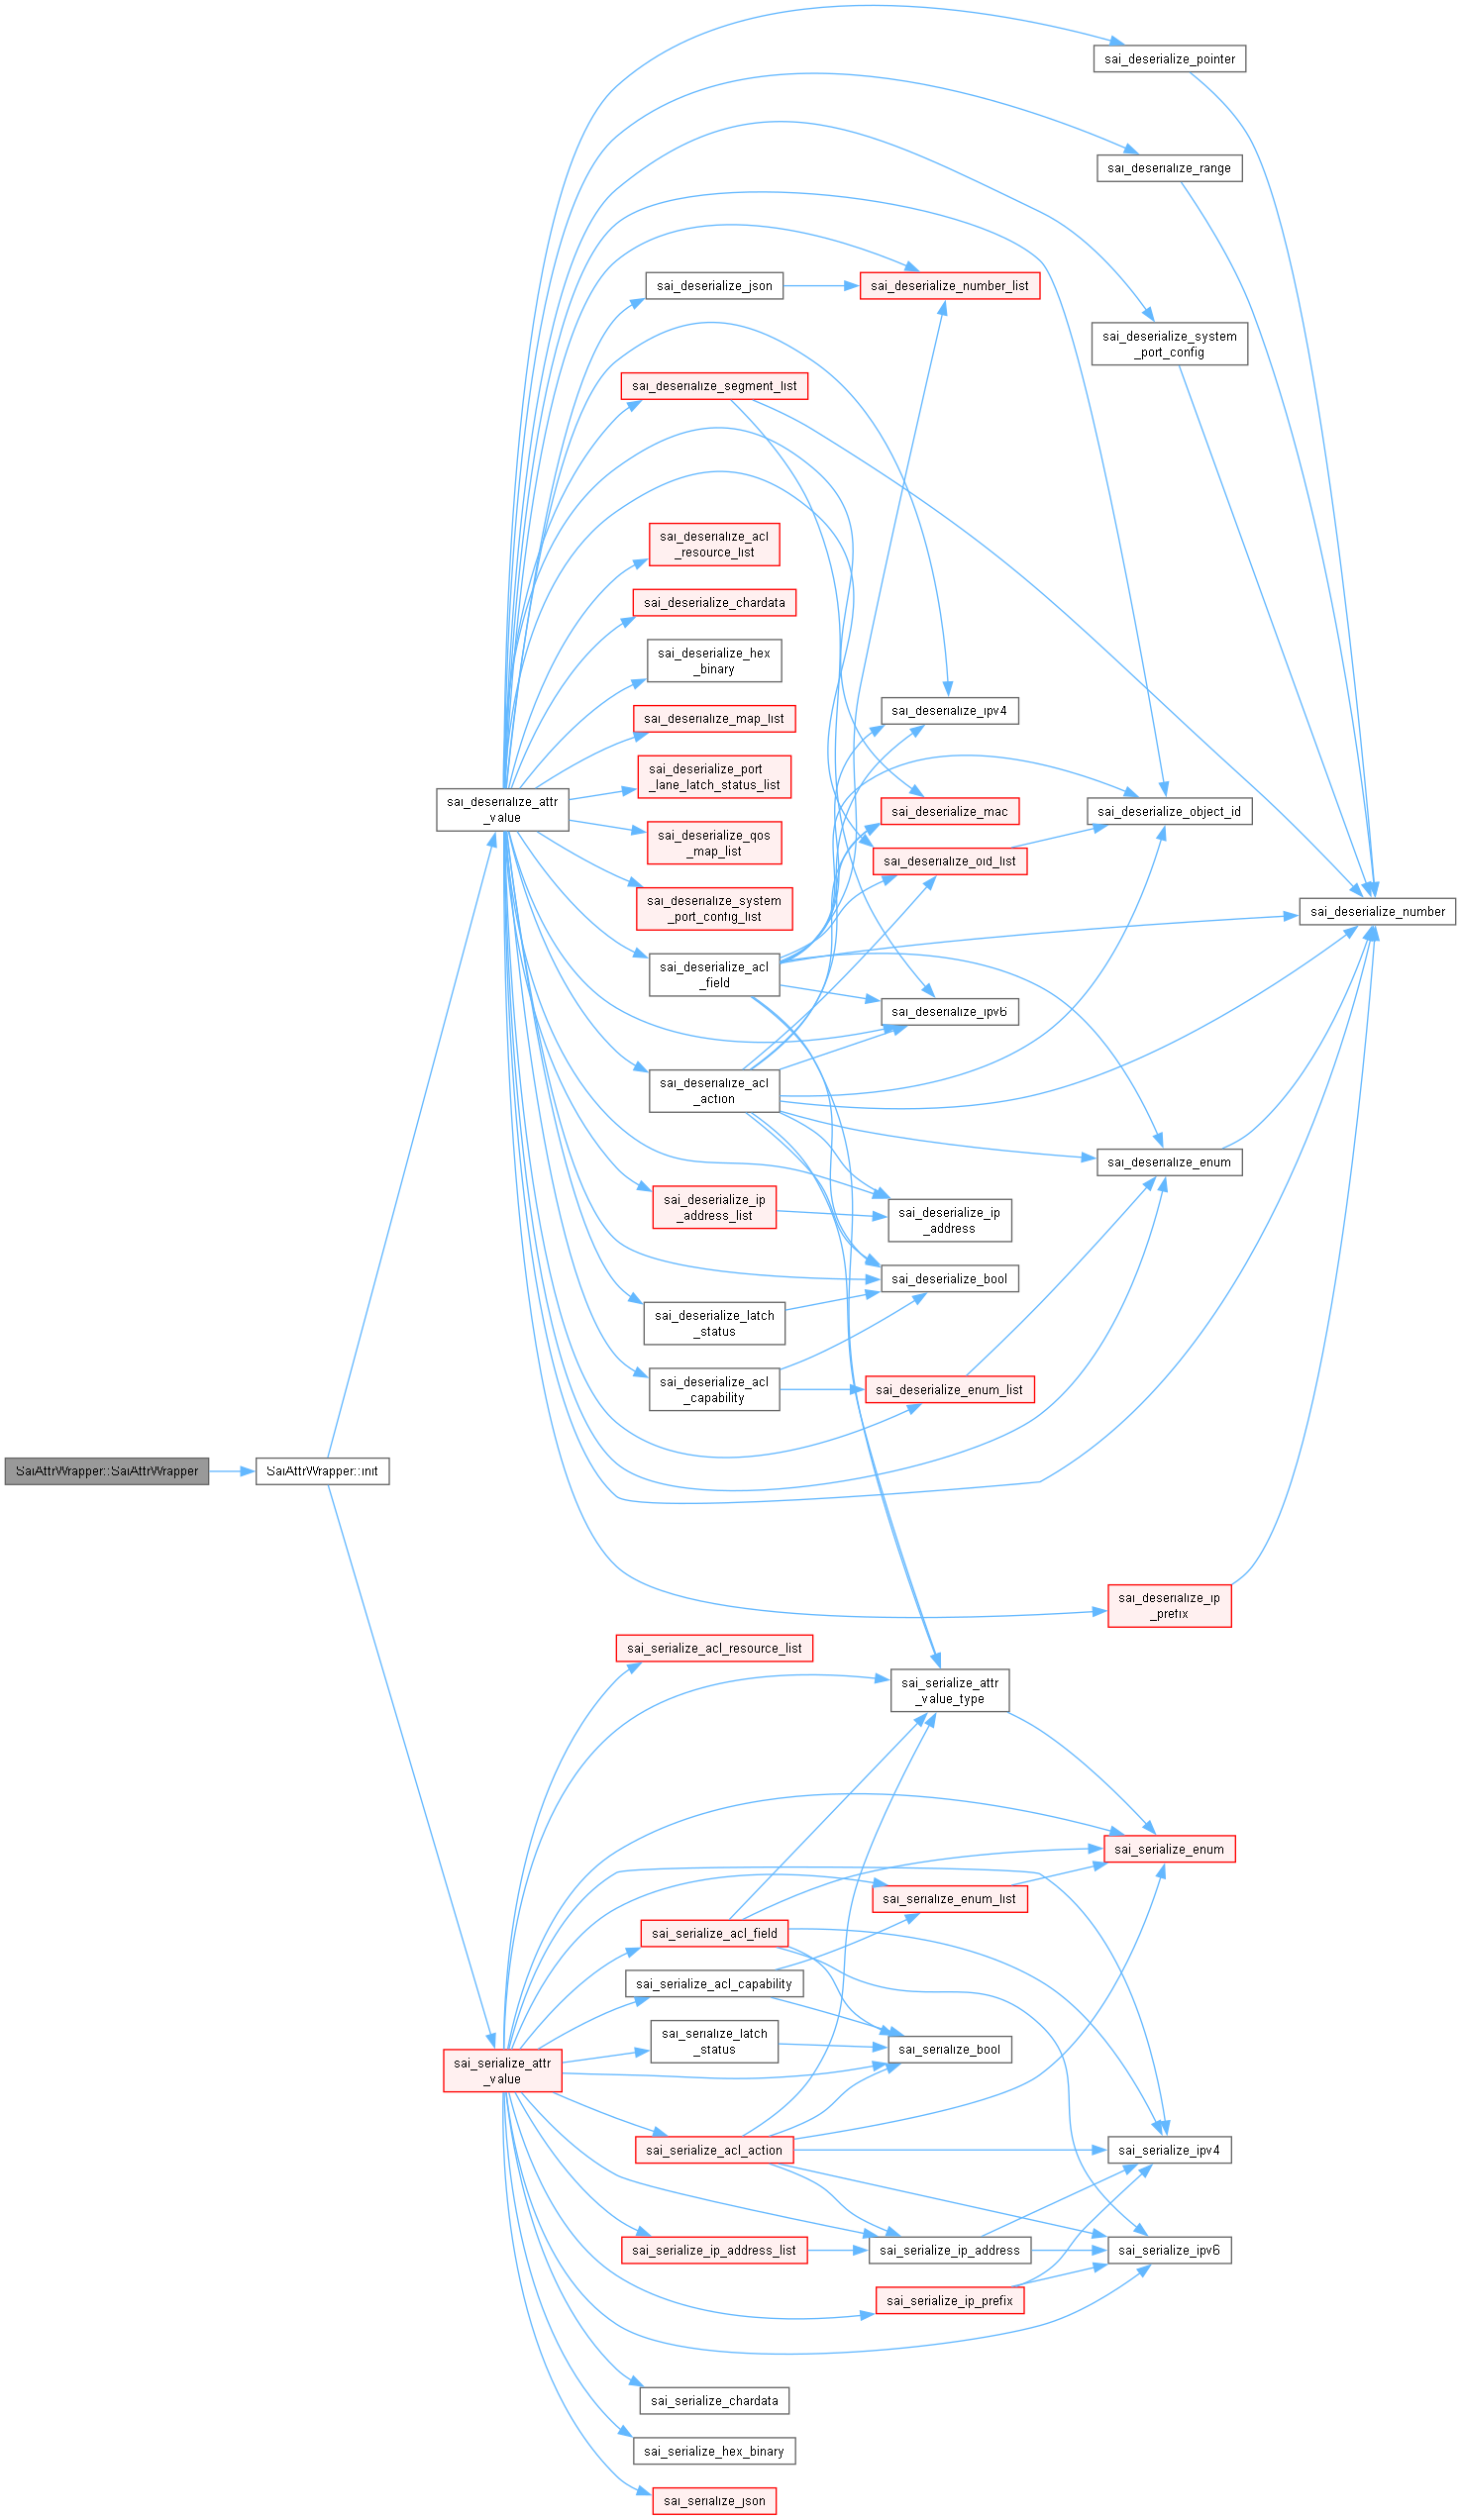 sai_deserialize_pointer
sai_deserialize_range
sai_deserialize_json
sai_deserialize_number_list
sai_deserialize_system
_port_config
sai_deserialize_segment_list
sai_deserialize_acl
_resource_list
sai_deserialize_chardata
sai_deserialize_hex
_binary
sai_deserialize_ipv4
sai_deserialize_map_list
sai_deserialize_port
_lane_latch_status_list
sai_deserialize_attr
_value
sai_deserialize_mac
sai_deserialize_object_id
sai_deserialize_qos
_map_list
sai_deserialize_oid_list
sai_deserialize_system
_port_config_list
sai_deserialize_number
sai_deserialize_acl
_field
sai_deserialize_ipv6
sai_deserialize_acl
_action
sai_deserialize_enum
sai_deserialize_ip
_address_list
sai_deserialize_ip
_address
sai_deserialize_bool
sai_deserialize_latch
_status
sai_deserialize_acl
_capability
sai_deserialize_enum_list
SaiAttrWrapper::SaiAttrWrapper
SaiAttrWrapper::init
sai_deserialize_ip
_prefix
sai_serialize_acl_resource_list
sai_serialize_attr
_value_type
sai_serialize_enum
sai_serialize_enum_list
sai_serialize_acl_field
sai_serialize_acl_capability
sai_serialize_latch
_status
sai_serialize_bool
sai_serialize_attr
_value
sai_serialize_acl_action
sai_serialize_ipv4
sai_serialize_ip_address_list
sai_serialize_ip_address
sai_serialize_ipv6
sai_serialize_ip_prefix
sai_serialize_chardata
sai_serialize_hex_binary
sai_serialize_json